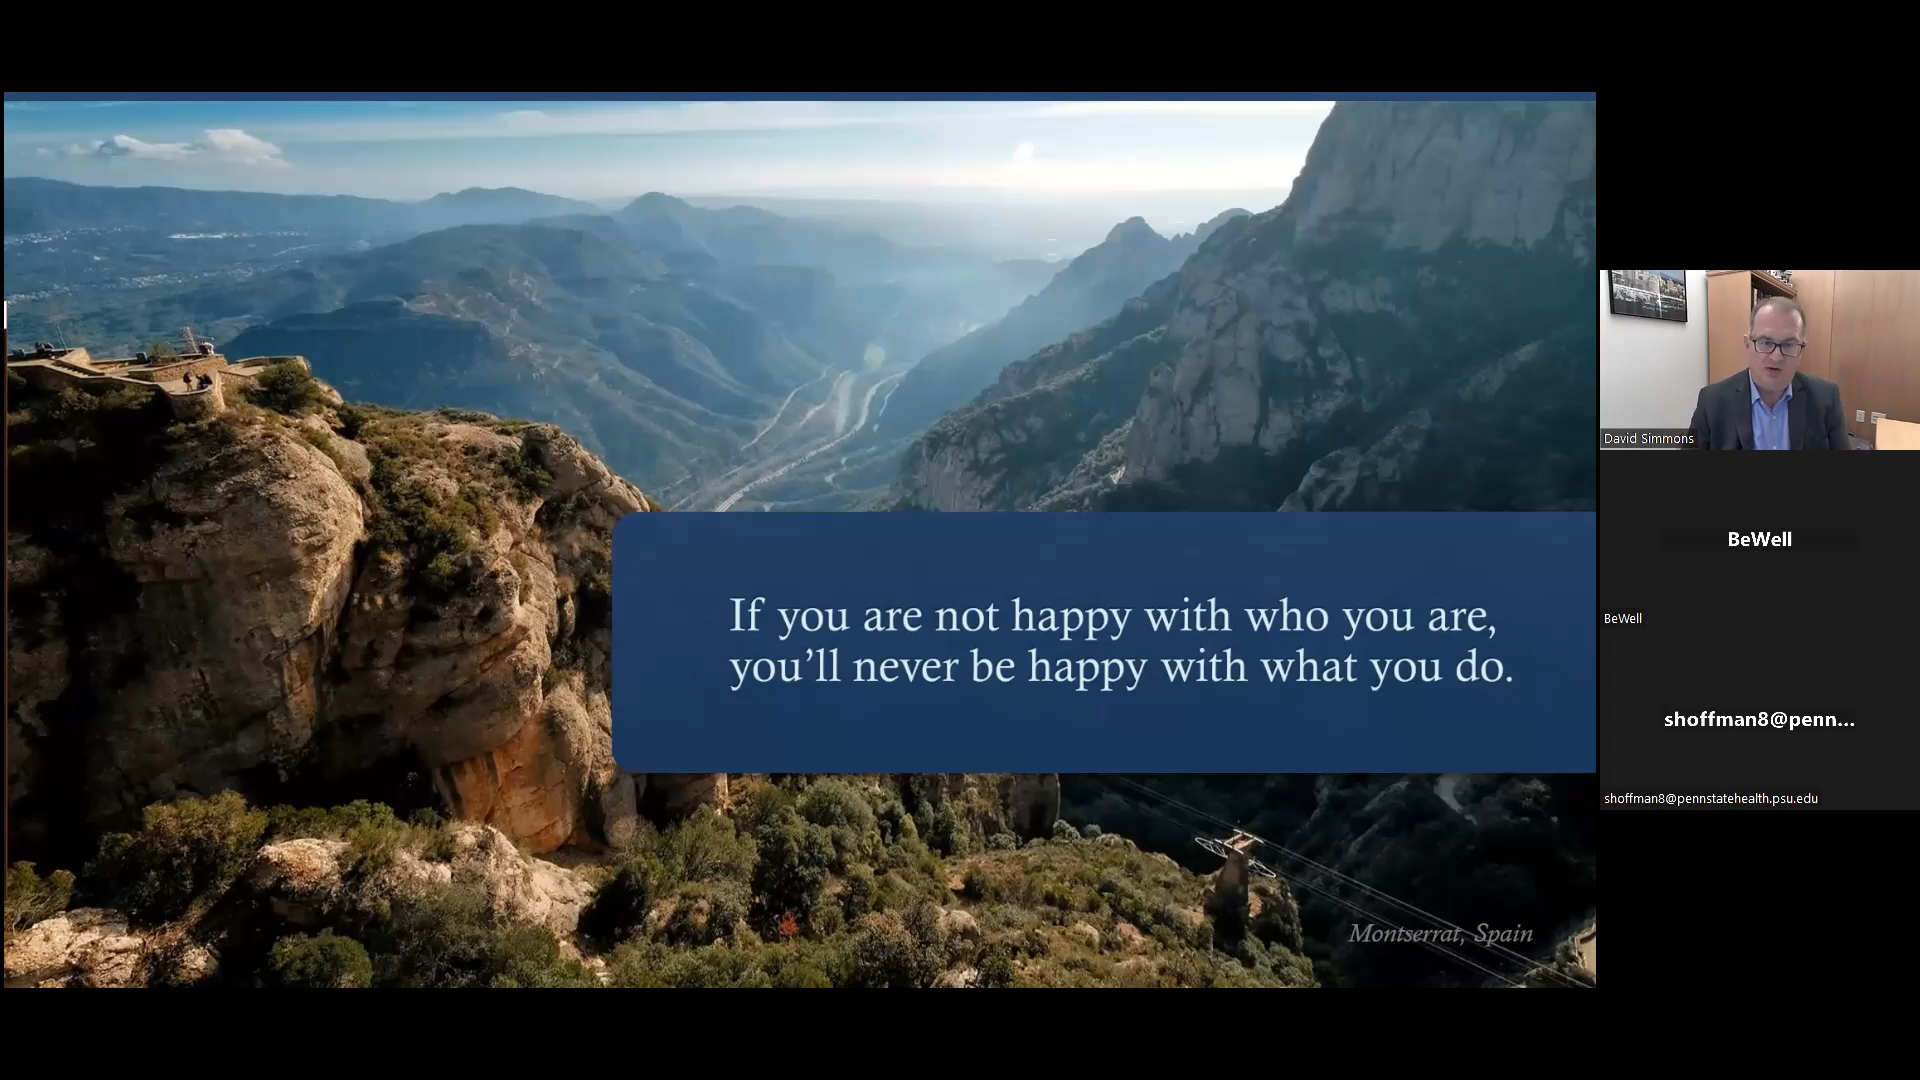 If you are not happy with who you are,
you’ll never be happy with what you do.
Montserrat, Spain
David Simmons
BeWell
BeWell
shoffman8@penn...
shoffman8@pennstatehealth.psu.edu